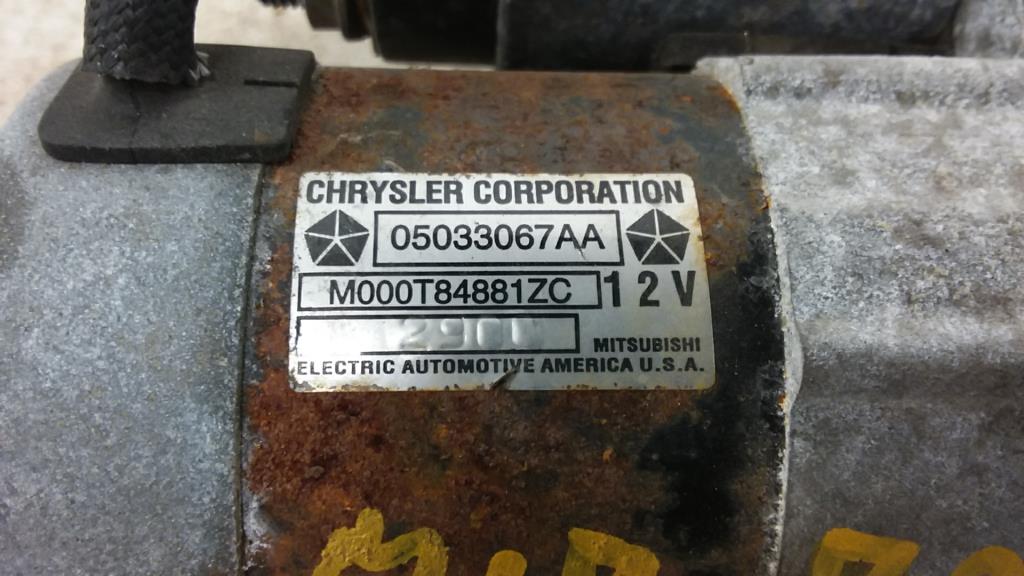 CHRYSLER CORPORATION
05033067AA
M000T84881ZC 12V
MITSUBISHI
ELECTRIC AUTOMOTIVE AMERICA U.S.A.